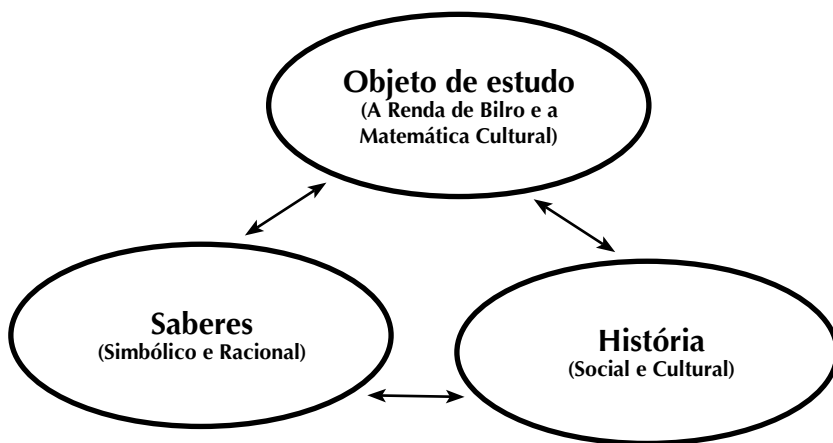 Objeto de estudo
(A Renda de Bilro e a
Matemática Cultural)
Saberes
(Simbólico e Racional)
História
(Social e Cultural)